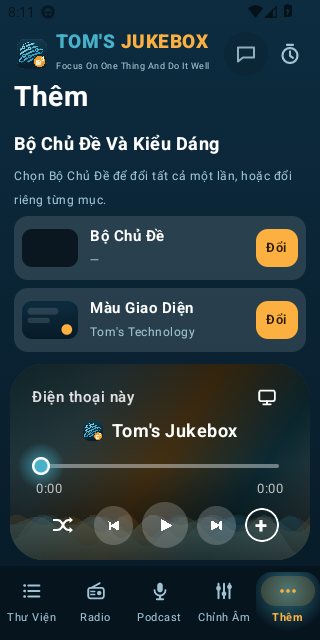 8:11
TOM'S JUKEBOX
Focus On One Thing And Do It Well
Thêm
Bộ Chủ Đề Và Kiểu Dáng
Chọn Bộ Chủ Đề để đổi tất cả một lần, hoặc đổi
riêng từng mục.
Bộ Chủ Đề
—
Đổi
Màu Giao Diện
Tom's Technology
Đổi
Điện thoại này
Tom's Jukebox
0:00 0:00
Thư Viện Radio Podcast Chỉnh Âm Thêm